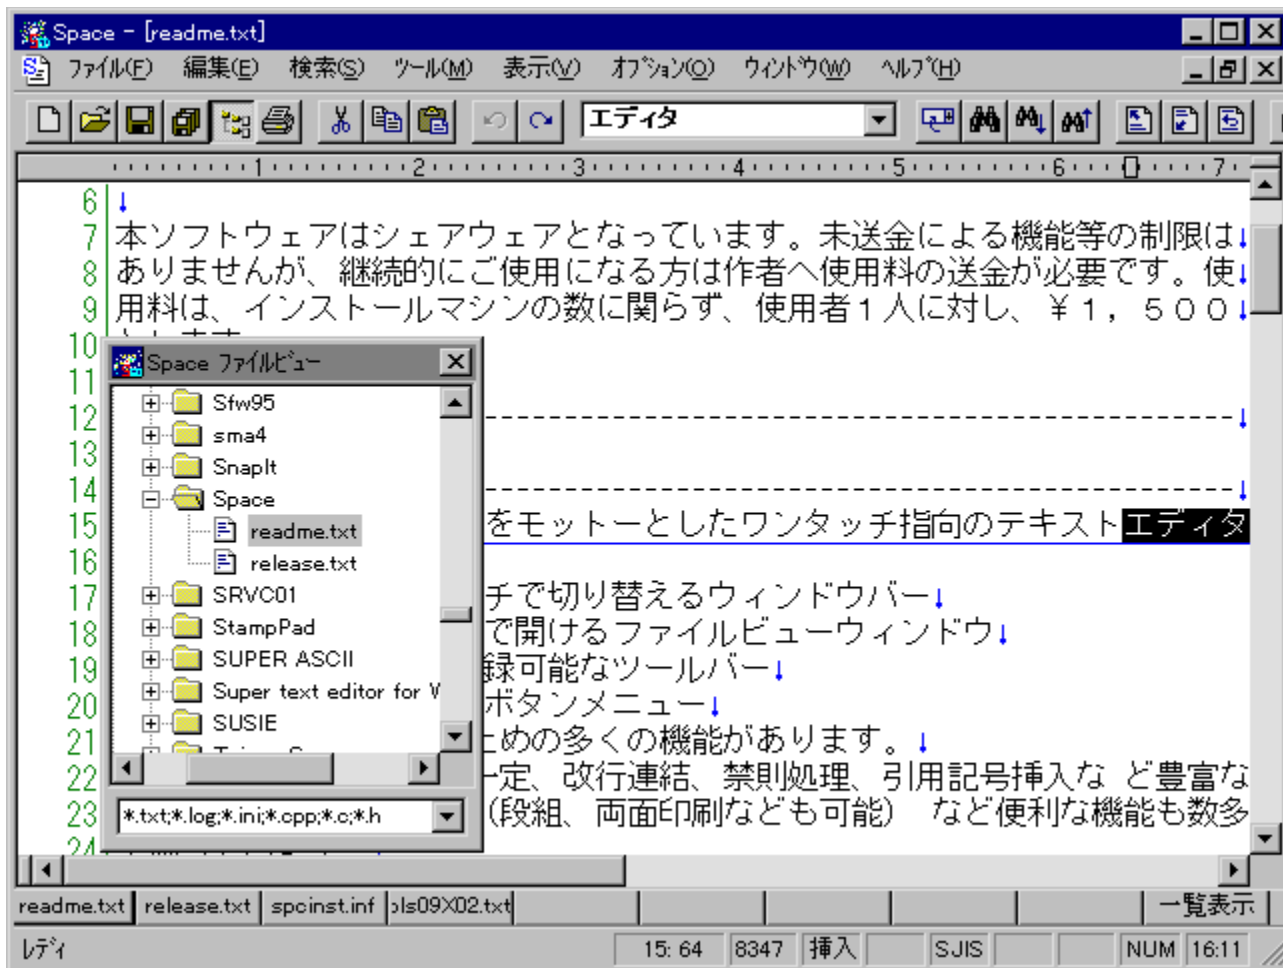 Space - [readme.txt]
ファイル(F) 編集(E) 検索(S) ツール(M) 表示(V) オプション(O) ウィンドウ(W) ヘルプ(H)
エディタ
1 2 3 4 5 6 7
6 ↓
7 本ソフトウェアはシェアウェアとなっています。未送金による機能等の制限は↓
8 ありませんが、継続的にご使用になる方は作者へ使用料の送金が必要です。使↓
9 用料は、インストールマシンの数に関らず、使用者1人に対し、¥1,500↓
10
11
12 ----------------------------------------↓
13
14 ----------------------------------------↓
15 をモットーとしたワンタッチ指向のテキストエディタ
16
17 チで切り替えるウィンドウバー↓
18 で開けるファイルビューウィンドウ↓
19 録可能なツールバー↓
20 ボタンメニュー↓
21 ための多くの機能があります。↓
22 一定、改行連結、禁則処理、引用記号挿入な ど豊富な
23 (段組、両面印刷なども可能) など便利な機能も数多
24
Space ファイルビュー
Sfw95
sma4
SnapIt
Space
readme.txt
release.txt
SRVC01
StampPad
SUPER ASCII
Super text editor for W
SUSIE
*.txt;*.log;*.ini;*.cpp;*.c;*.h
readme.txt release.txt spcinst.inf ols09X02.txt 一覧表示
レディ 15: 64 8347 挿入 SJIS NUM 16:11